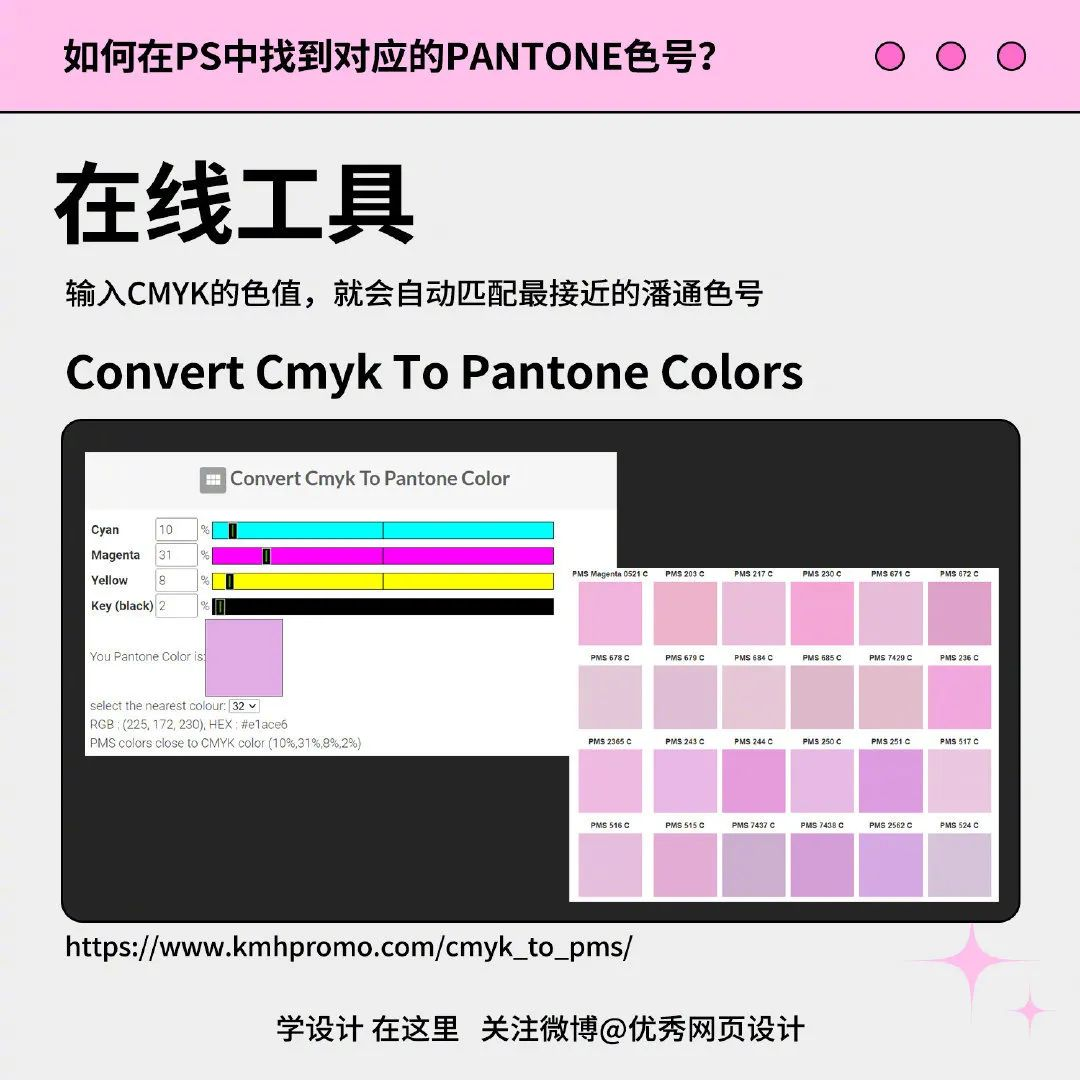 如何在PS中找到对应的PANTONE色号？
在线工具
输入CMYK的色值，就会自动匹配最接近的潘通色号
Convert Cmyk To Pantone Colors
Convert Cmyk To Pantone Color
Cyan 10 %
Magenta 31 %
Yellow 8 %
Key (black) 2 %
You Pantone Color is:
select the nearest colour: 32
RGB : (225, 172, 230), HEX : #e1ace6
PMS colors close to CMYK color (10%,31%,8%,2%)
PMS Magenta 0521 C PMS 203 C PMS 217 C PMS 230 C PMS 671 C PMS 672 C
PMS 678 C PMS 679 C PMS 684 C PMS 685 C PMS 7429 C PMS 236 C
PMS 2365 C PMS 243 C PMS 244 C PMS 250 C PMS 251 C PMS 517 C
PMS 516 C PMS 515 C PMS 7437 C PMS 7438 C PMS 2562 C PMS 524 C
https://www.kmhpromo.com/cmyk_to_pms/
学设计 在这里 关注微博@优秀网页设计